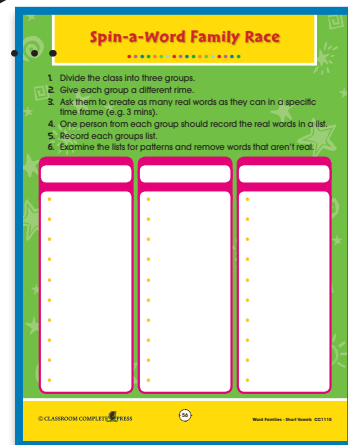 Spin-a-Word Family Race
1. Divide the class into three groups.
2. Give each group a different rime.
3. Ask them to create as many real words as they can in a specific
time frame (e.g. 3 mins).
4. One person from each group should record the real words in a list.
5. Record each groups list.
6. Examine the lists for patterns and remove words that aren't real.
© CLASSROOM COMPLETE PRESS
56
Word Families - Short Vowels CC1110